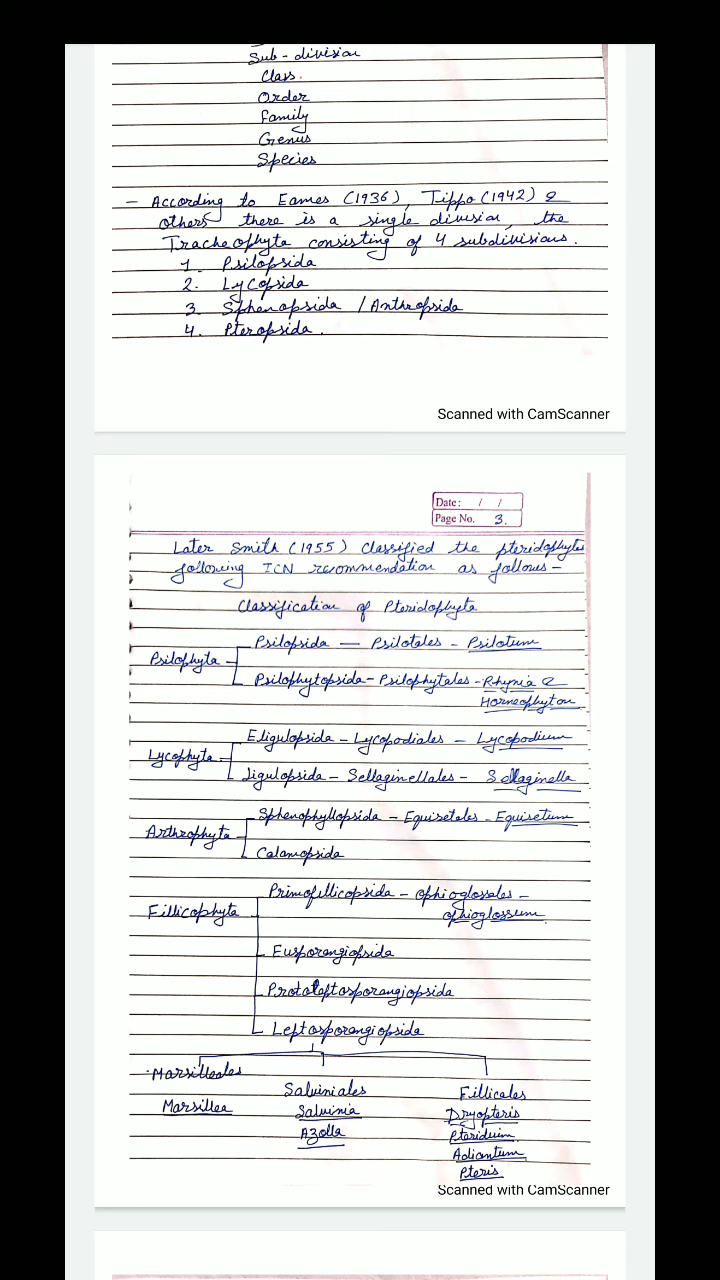 Sub-division
Class.
Order
Family
Genus
Species
- According to Eames (1936), Tippo (1942) &
others there is a single division, the
Tracheophyta consisting of 4 subdivisions.
1. Psilopsida
2. Lycopsida
3 Sphenopsida / Anthropsida
4. Pteropsida.
Scanned with CamScanner
Date: / /
Page No. 3.
Later Smith (1955) Classified the pteridophytes
following ICN recommendation as follows -
Classification of Pteridophyta
Psilopsida — Psilotales - Psilotum
Psilophyta
Psilophytopsida - Psilophytales - Rhynia &
Horneophyton
Eligulopsida - Lycopodiales - Lycopodium
Lycophyta
Ligulopsida - Sellaginellales - Sellaginella
Sphenophyllopsida - Equisetales - Equisetum
Arthrophyta
Calamopsida
Primofillicopsida - Ophioglossales -
Fillicophyta ophioglossum
Eusporangiopsida
Protoleptosporangiopsida
Leptosporangiopsida
Marsilleales Salviniales Fillicales
Marsillea Salvinia Dryopteris
Azolla Pteridium
Adiantum
Pteris
Scanned with CamScanner